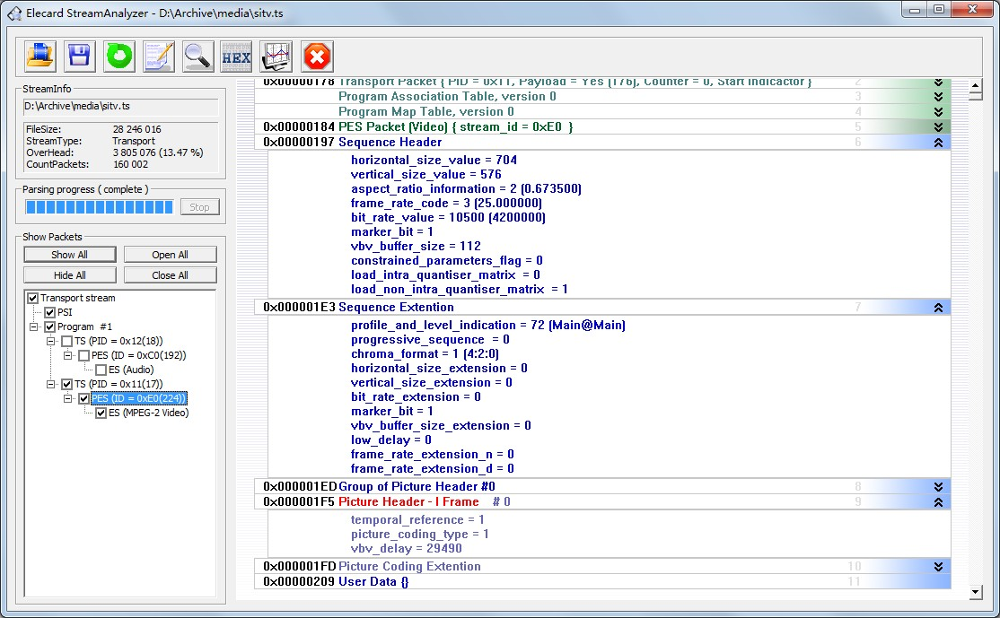 Elecard StreamAnalyzer - D:\Archive\media\sitv.ts
HEX
StreamInfo
D:\Archive\media\sitv.ts
FileSize: 28 246 016
StreamType: Transport
OverHead: 3 805 076 (13.47 %)
CountPackets: 160 002
Parsing progress ( complete )
Stop
Show Packets
Show All Open All
Hide All Close All
Transport stream
PSI
Program #1
TS (PID = 0x12(18))
PES (ID = 0xC0(192))
ES (Audio)
TS (PID = 0x11(17))
PES (ID = 0xE0(224))
ES (MPEG-2 Video)
0x00000178 Transport Packet { PID = 0x11, Payload = Yes [176], Counter = 0, Start indicactor } 2
Program Association Table, version 0 3
Program Map Table, version 0 4
0x00000184 PES Packet (Video) { stream_id = 0xE0 } 5
0x00000197 Sequence Header 6
horizontal_size_value = 704
vertical_size_value = 576
aspect_ratio_information = 2 (0.673500)
frame_rate_code = 3 (25.000000)
bit_rate_value = 10500 (4200000)
marker_bit = 1
vbv_buffer_size = 112
constrained_parameters_flag = 0
load_intra_quantiser_matrix = 0
load_non_intra_quantiser_matrix = 1
0x000001E3 Sequence Extention 7
profile_and_level_indication = 72 (Main@Main)
progressive_sequence = 0
chroma_format = 1 (4:2:0)
horizontal_size_extension = 0
vertical_size_extension = 0
bit_rate_extension = 0
marker_bit = 1
vbv_buffer_size_extension = 0
low_delay = 0
frame_rate_extension_n = 0
frame_rate_extension_d = 0
0x000001ED Group of Picture Header #0 8
0x000001F5 Picture Header - I Frame # 0 9
temporal_reference = 1
picture_coding_type = 1
vbv_delay = 29490
0x000001FD Picture Coding Extention 10
0x00000209 User Data {} 11